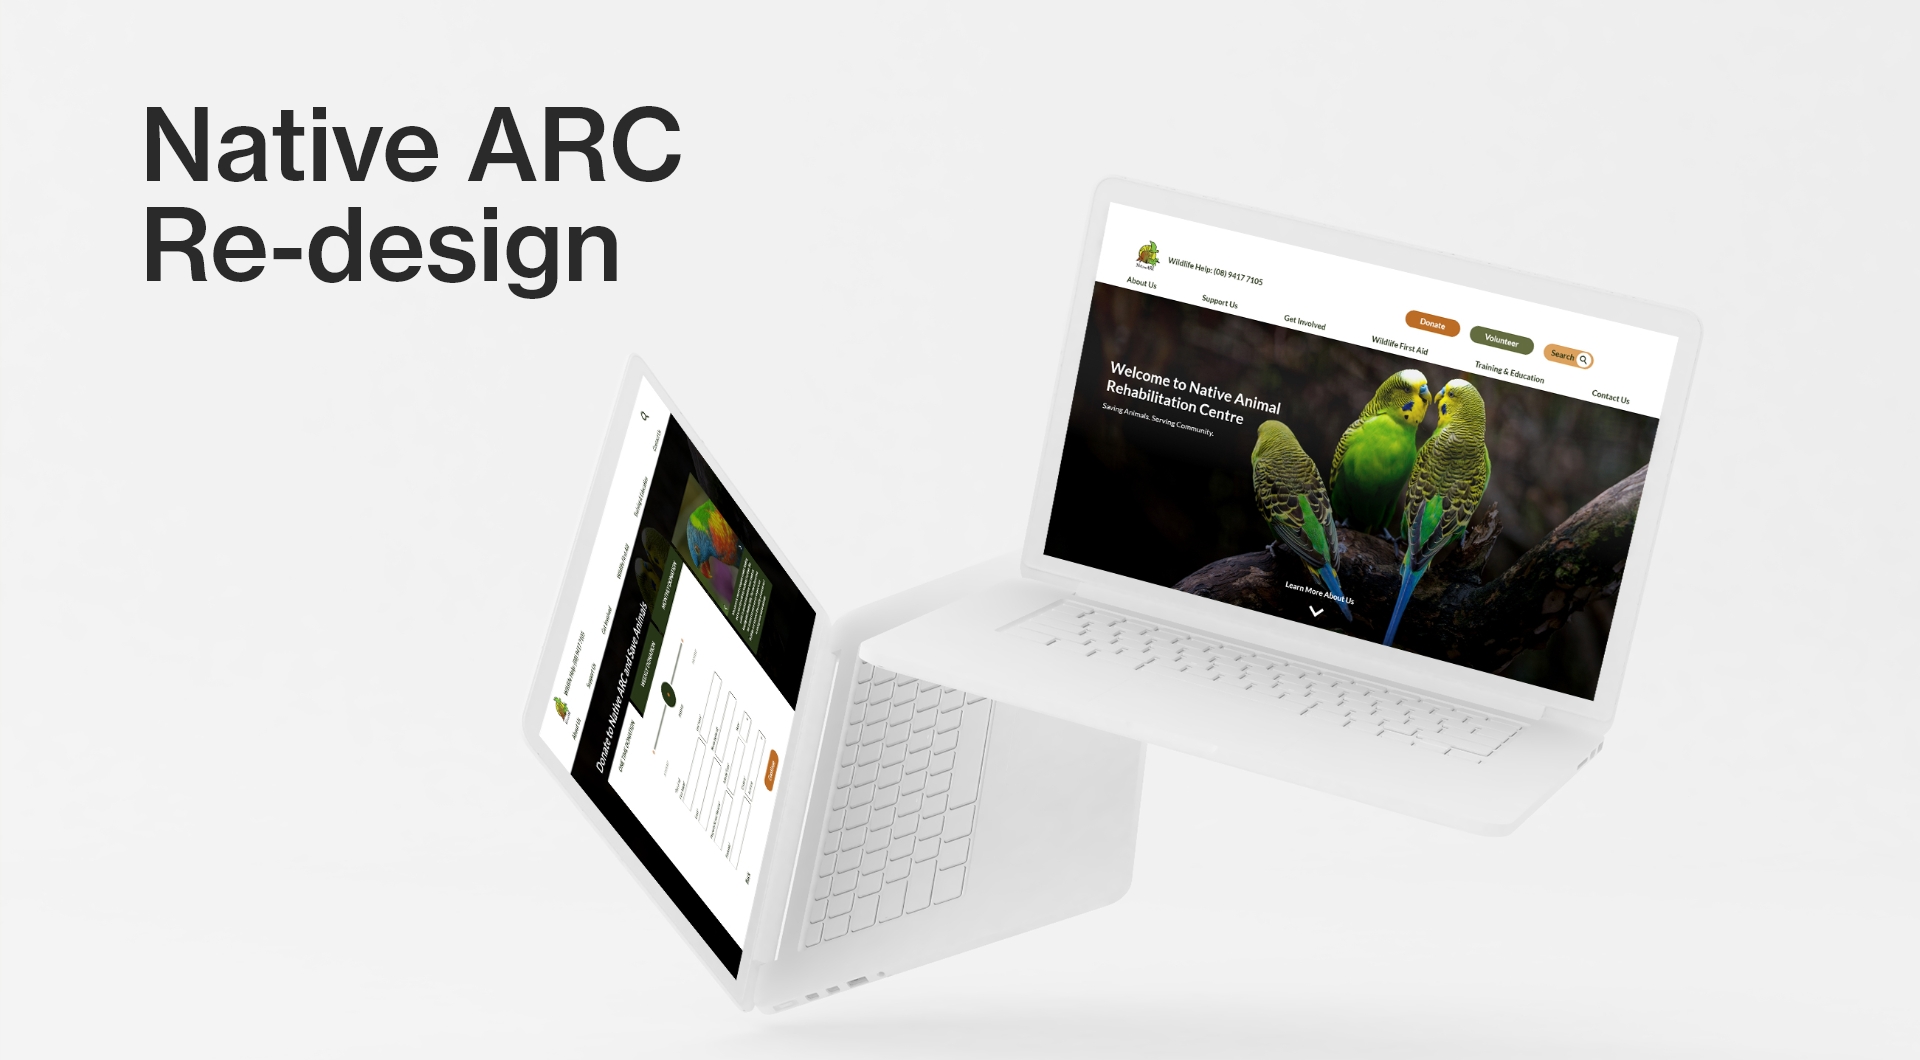 Native ARC
Re-design
Wildlife Help: (08) 9417 7105
Donate
Volunteer
Search
About Us
Support Us
Get Involved
Wildlife First Aid
Training & Education
Contact Us
Welcome to Native Animal
Rehabilitation Centre
Saving Animals. Serving Community.
Learn More About Us
Wildlife Help: (08) 9417 7105
About Us
Support Us
Get Involved
Wildlife First Aid
Training & Education
Contact Us
Donate to Native ARC and Save Animals
ONE TIME DONATION
WEEKLY DONATION
MONTHLY DONATION
Back